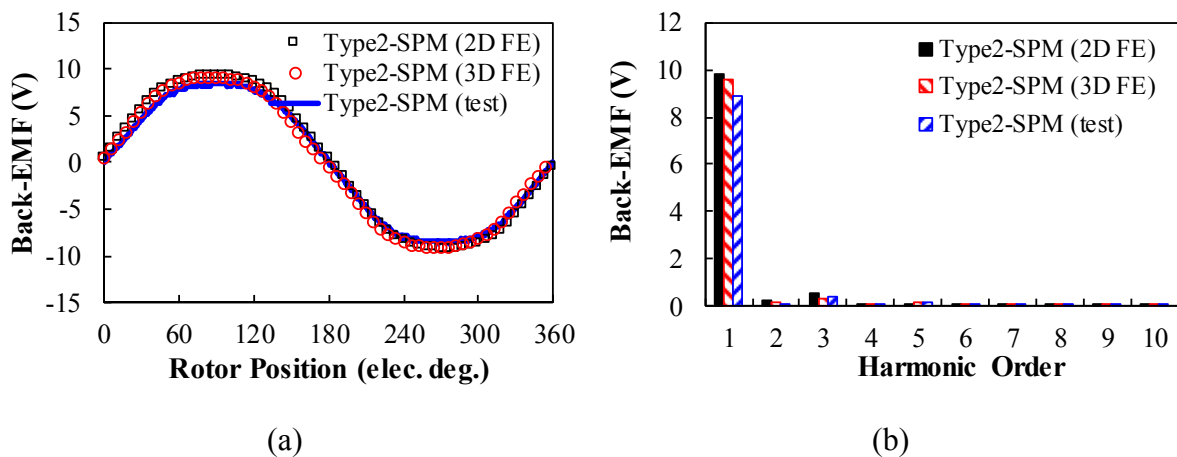 15
10
5
0
-5
-10
-15
Back-EMF (V)
Type2-SPM (2D FE)
Type2-SPM (3D FE)
Type2-SPM (test)
0 60 120 180 240 300 360
Rotor Position (elec. deg.)
(a)
12
10
8
6
4
2
0
Back-EMF (V)
Type2-SPM (2D FE)
Type2-SPM (3D FE)
Type2-SPM (test)
1 2 3 4 5 6 7 8 9 10
Harmonic Order
(b)